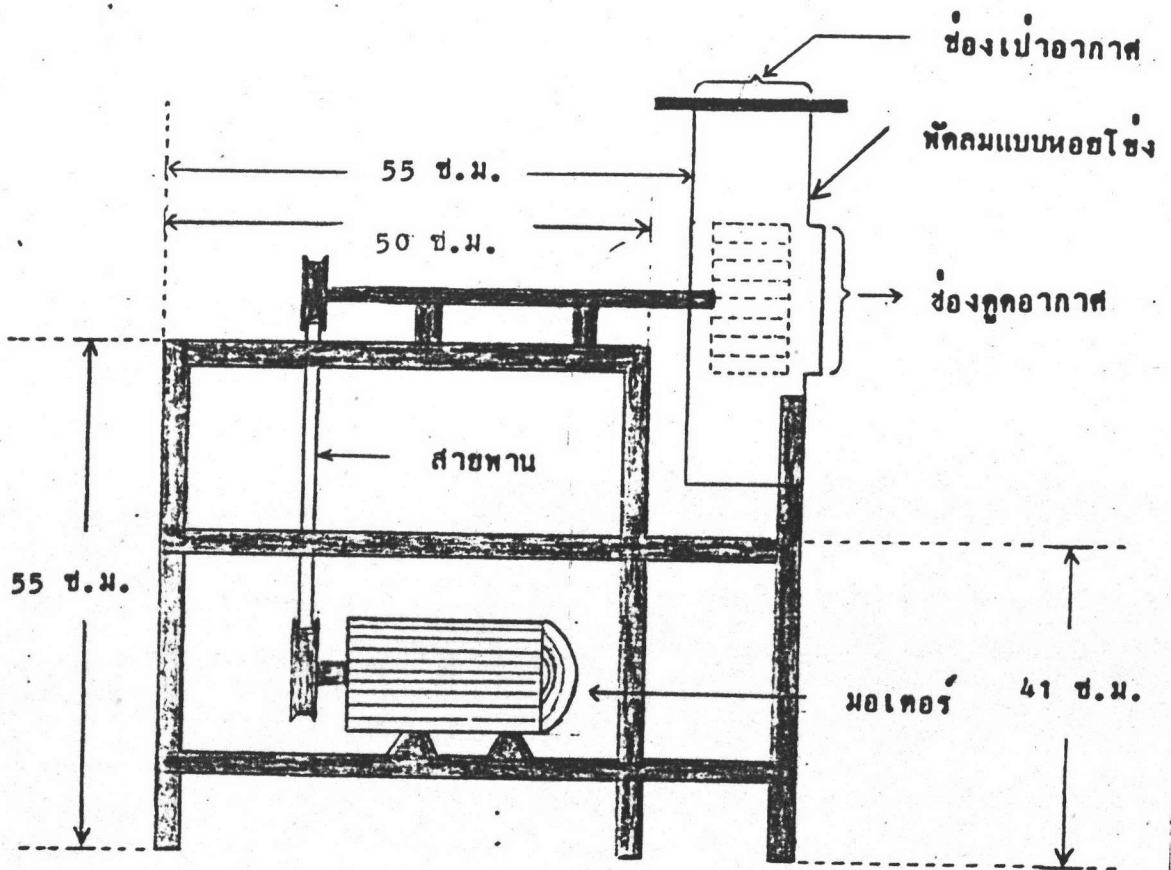 ช่องเป่าอากาศ
พัดลมแบบหอยโข่ง
55 ซ.ม.
50 ซ.ม.
ช่องดูดอากาศ
สายพาน
55 ซ.ม.
มอเตอร์
41 ซ.ม.